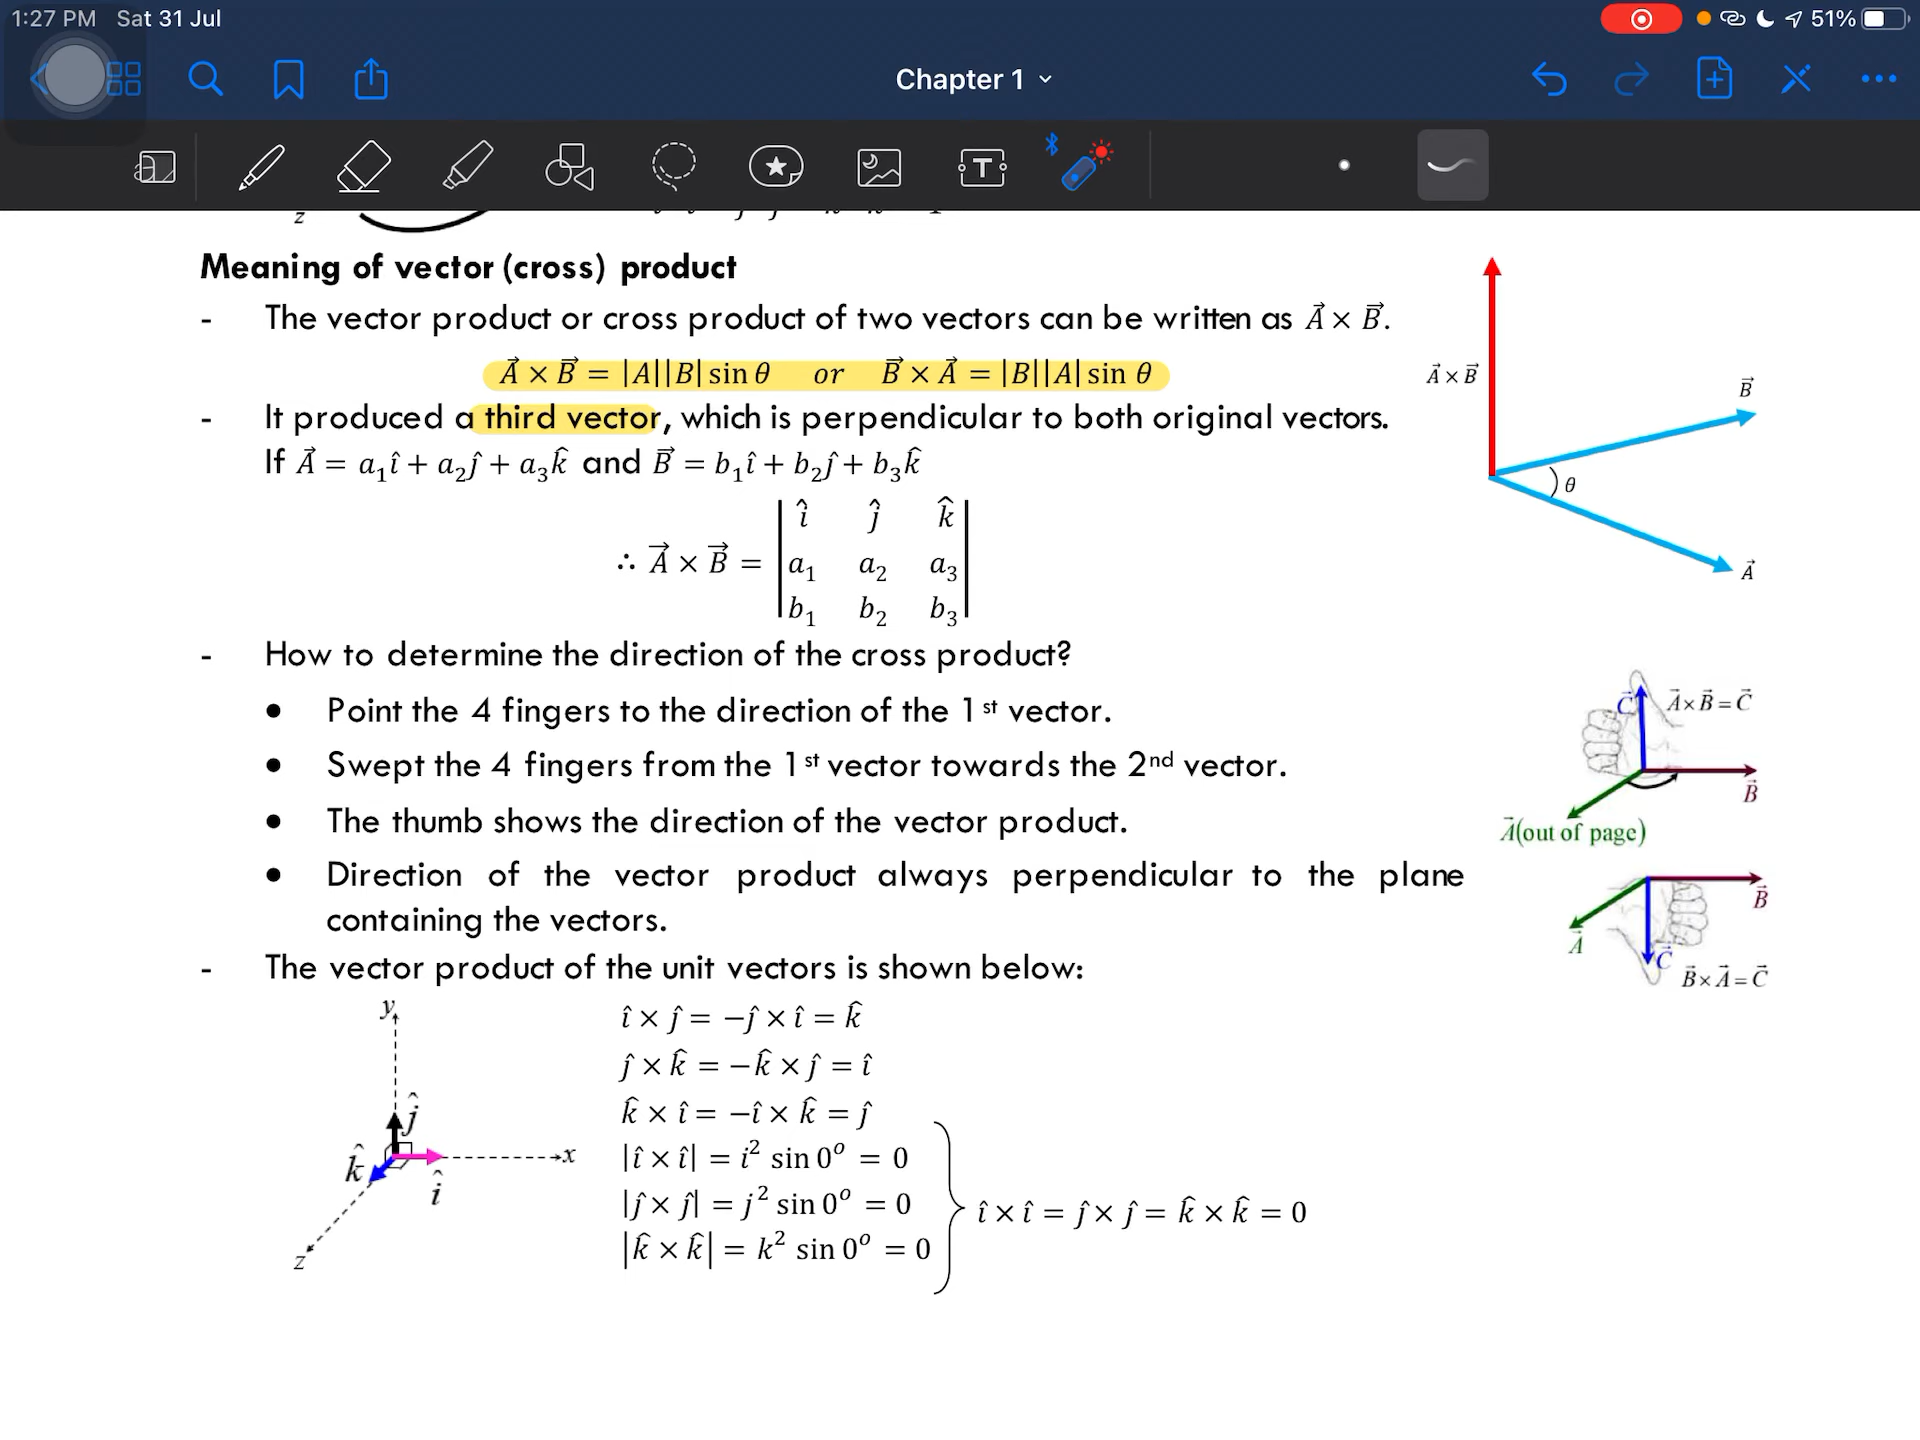 1:27 PM Sat 31 Jul
51%
Chapter 1
z
Meaning of vector (cross) product
- The vector product or cross product of two vectors can be written as A⃗ × B⃗.
A⃗ × B⃗ = |A||B| sin θ or B⃗ × A⃗ = |B||A| sin θ
- It produced a third vector, which is perpendicular to both original vectors.
If A⃗ = a₁î + a₂ĵ + a₃k̂ and B⃗ = b₁î + b₂ĵ + b₃k̂
î ĵ k̂
∴ A⃗ × B⃗ = | a₁ a₂ a₃ |
b₁ b₂ b₃
A⃗ × B⃗
B⃗
θ
A⃗
- How to determine the direction of the cross product?
• Point the 4 fingers to the direction of the 1st vector.
• Swept the 4 fingers from the 1st vector towards the 2nd vector.
• The thumb shows the direction of the vector product.
• Direction of the vector product always perpendicular to the plane
containing the vectors.
C⃗ A⃗ × B⃗ = C⃗
B⃗
A⃗(out of page)
B⃗
A⃗
C⃗
B⃗ × A⃗ = C⃗
- The vector product of the unit vectors is shown below:
y
ĵ
k̂
x
î
z
î × ĵ = −ĵ × î = k̂
ĵ × k̂ = −k̂ × ĵ = î
k̂ × î = −î × k̂ = ĵ
|î × î| = i² sin 0° = 0
|ĵ × ĵ| = j² sin 0° = 0
|k̂ × k̂| = k² sin 0° = 0
î × î = ĵ × ĵ = k̂ × k̂ = 0